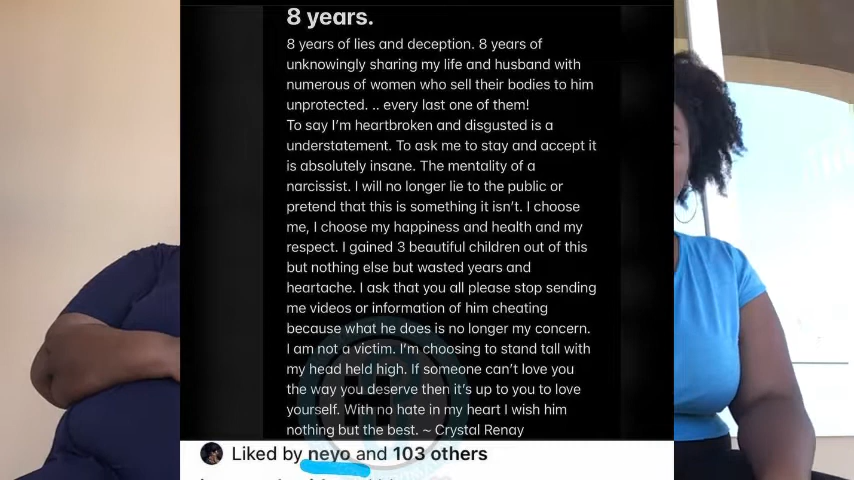 8 years.
8 years of lies and deception. 8 years of
unknowingly sharing my life and husband with
numerous of women who sell their bodies to him
unprotected. .. every last one of them!
To say I'm heartbroken and disgusted is a
understatement. To ask me to stay and accept it
is absolutely insane. The mentality of a
narcissist. I will no longer lie to the public or
pretend that this is something it isn't. I choose
me, I choose my happiness and health and my
respect. I gained 3 beautiful children out of this
but nothing else but wasted years and
heartache. I ask that you all please stop sending
me videos or information of him cheating
because what he does is no longer my concern.
I am not a victim. I'm choosing to stand tall with
my head held high. If someone can't love you
the way you deserve then it's up to you to love
yourself. With no hate in my heart I wish him
nothing but the best. ~ Crystal Renay
Liked by neyo and 103 others